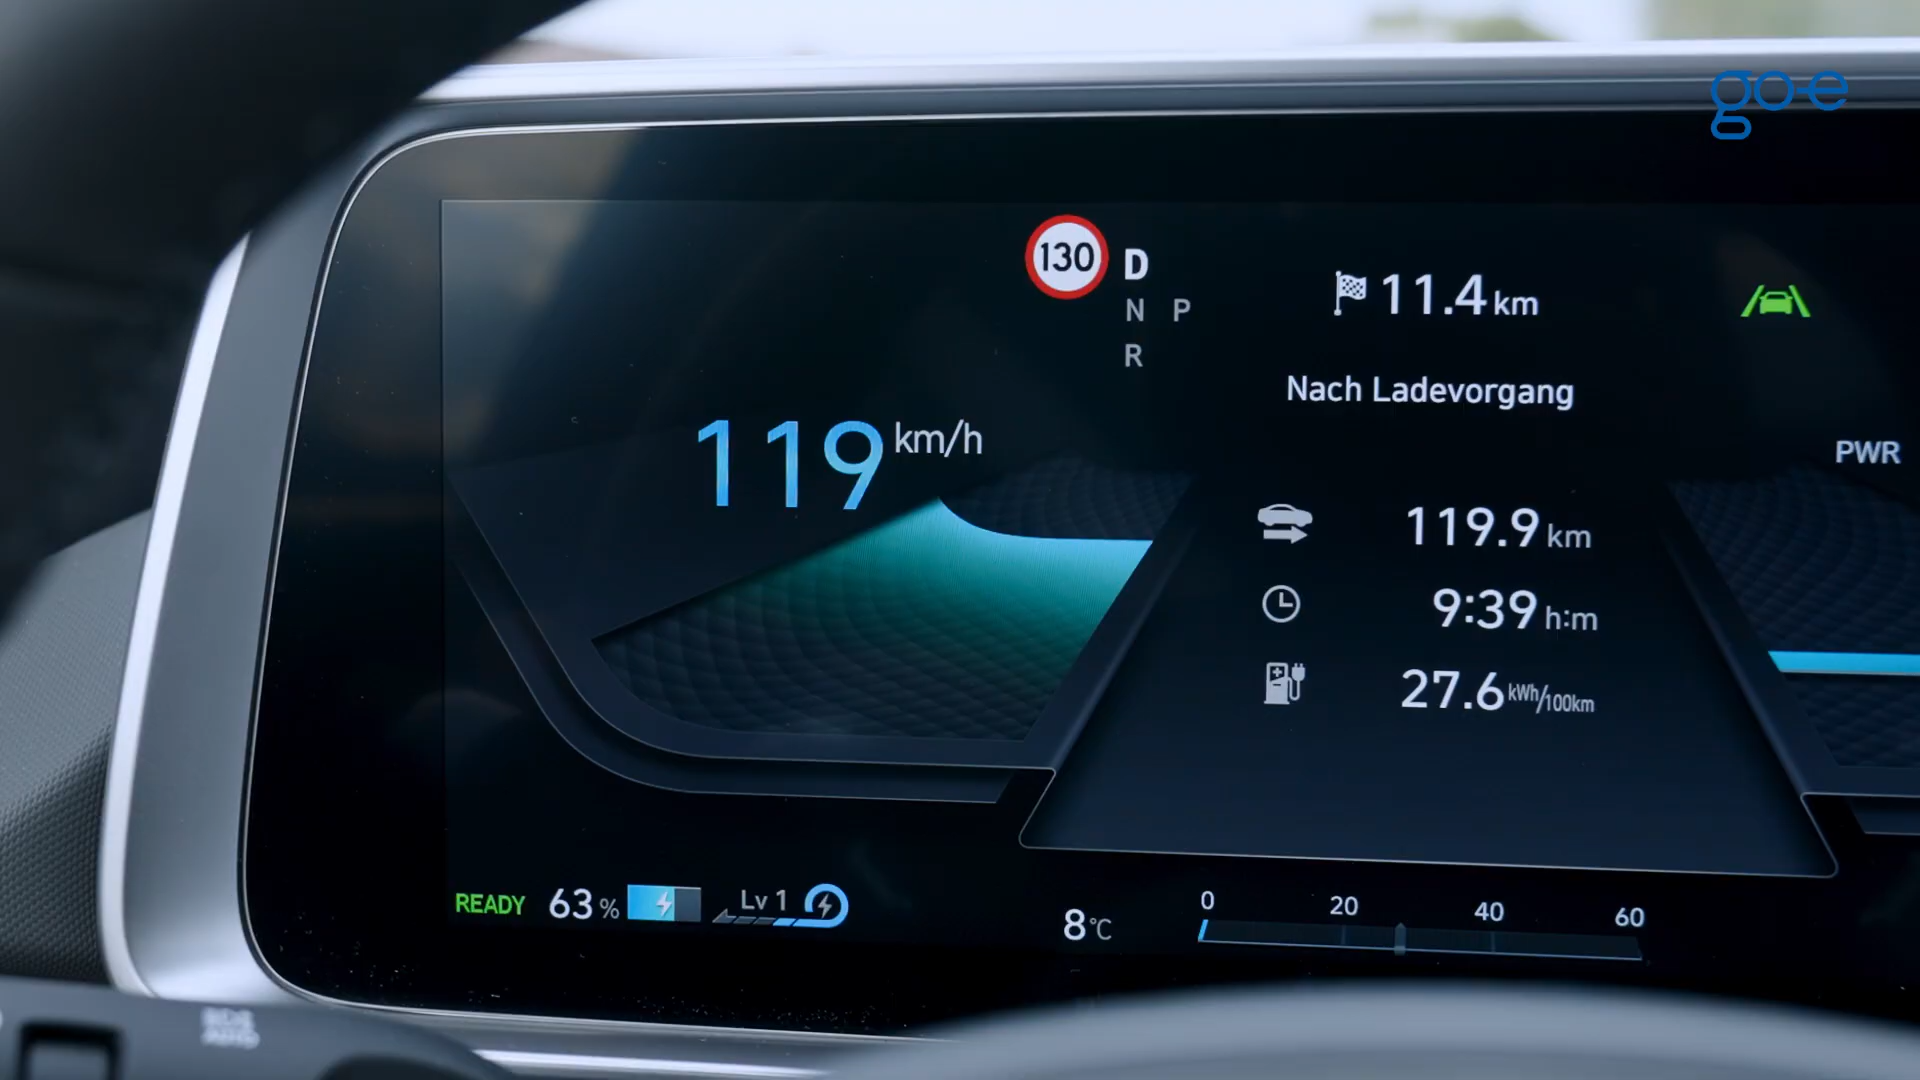 go-e
130
D
N P
R
11.4 km
Nach Ladevorgang
119 km/h
PWR
119.9 km
9:39 h:m
27.6 kWh/100km
READY 63 % Lv 1
8°C
0 20 40 60